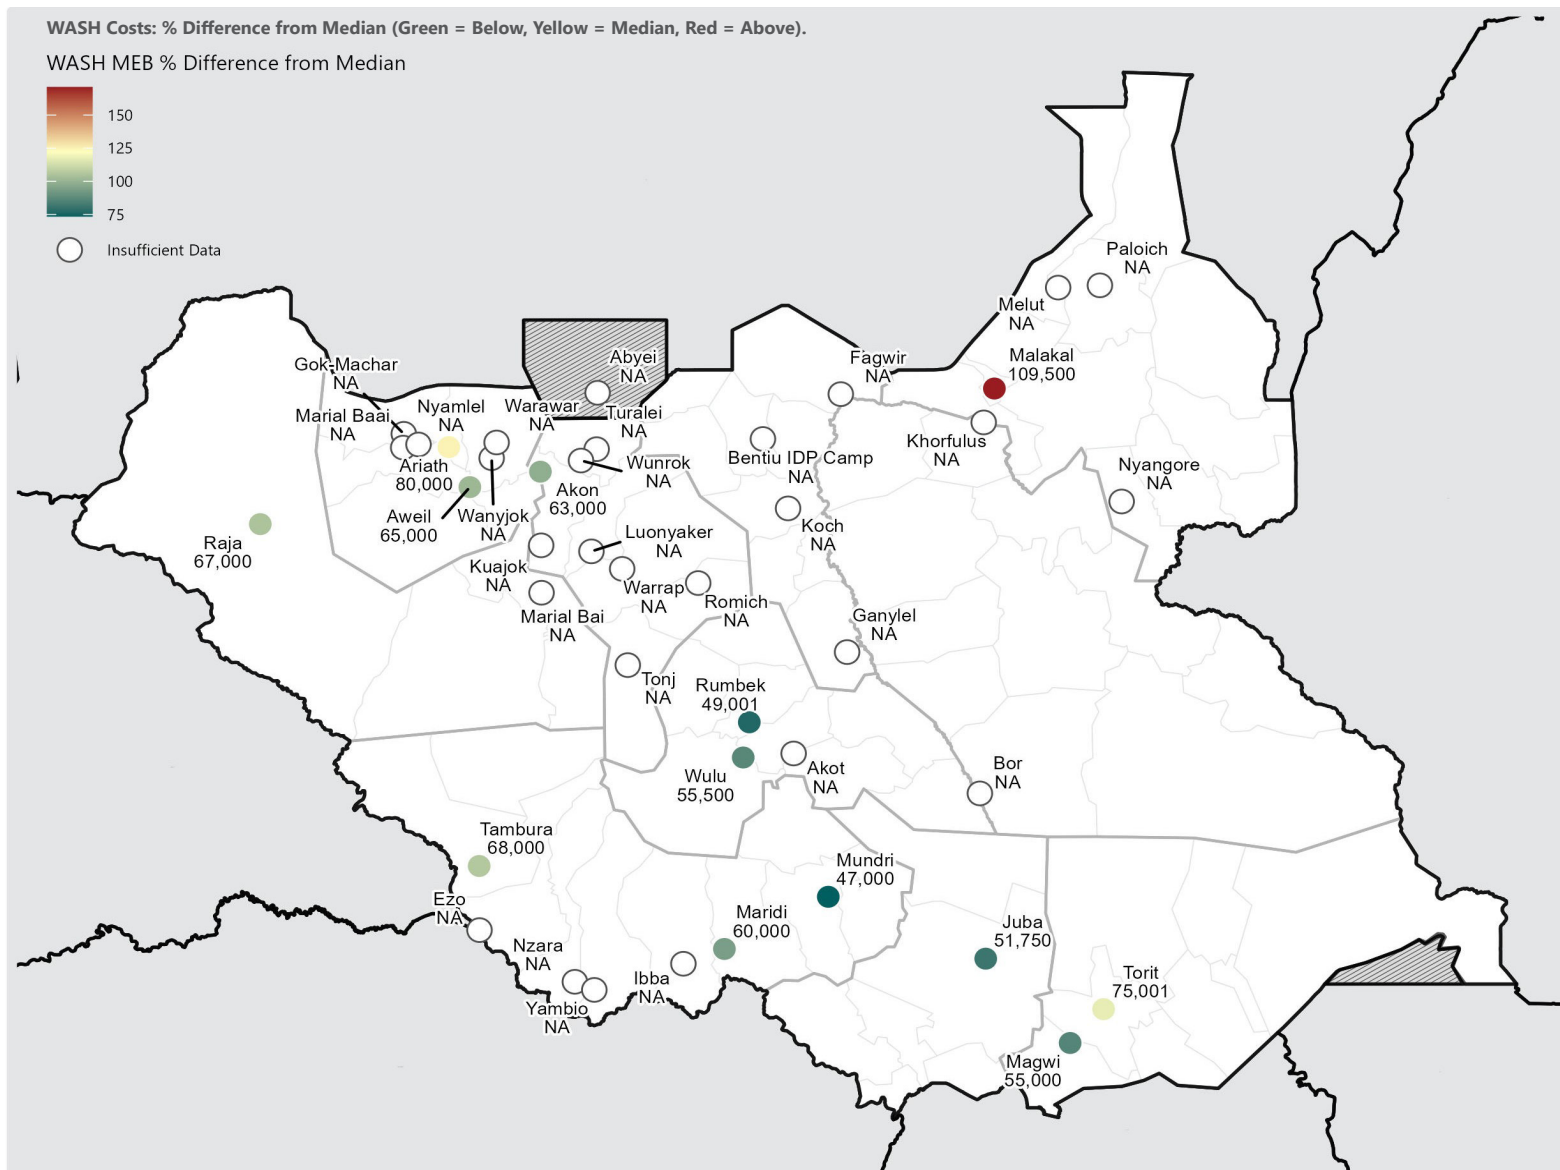 WASH Costs: % Difference from Median (Green = Below, Yellow = Median, Red = Above).
WASH MEB % Difference from Median
150
125
100
75
Insufficient Data
Paloich
NA
Melut
NA
Malakal
109,500
Fagwir
NA
Abyei
NA
Gok-Machar
NA
Marial Baai
NA
Nyamlel
NA
Warawar
NA
Turalei
NA
Khorfulus
NA
Bentiu IDP Camp
NA
Nyangore
NA
Ariath
80,000
Wunrok
NA
Akon
63,000
Aweil
65,000
Wanyjok
NA
Koch
NA
Raja
67,000
Luonyaker
NA
Kuajok
NA
Warrap
NA
Romich
NA
Marial Bai
NA
Ganylel
NA
Tonj
NA
Rumbek
49,001
Wulu
55,500
Akot
NA
Bor
NA
Tambura
68,000
Mundri
47,000
Ezo
NA
Maridi
60,000
Juba
51,750
Nzara
NA
Ibba
NA
Torit
75,001
Yambio
NA
Magwi
55,000